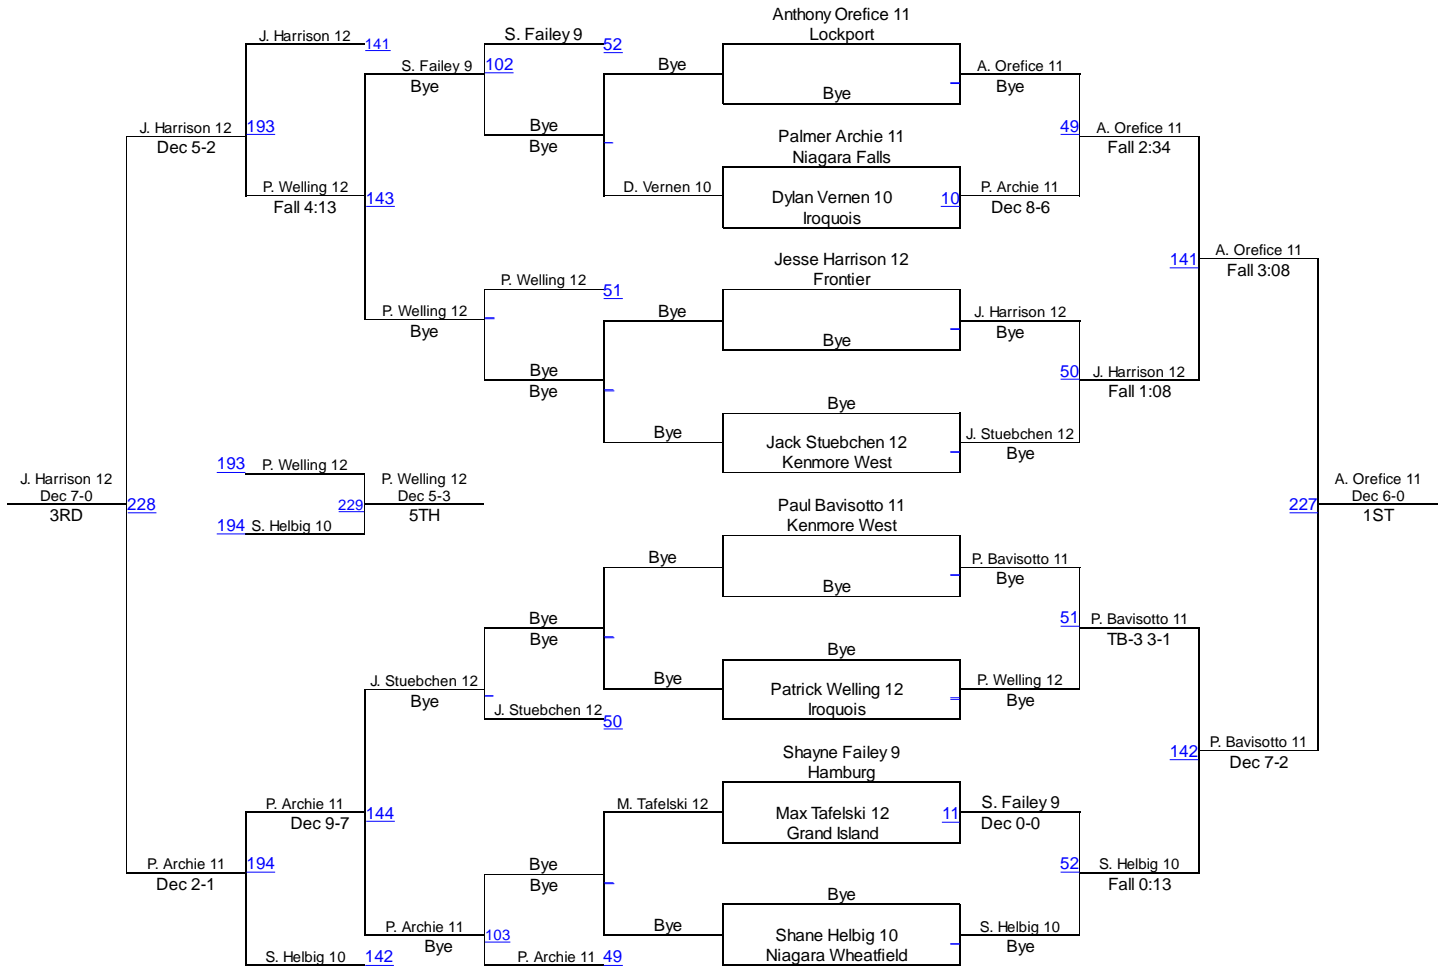 Anthony Orefice 11
Lockport
J. Harrison 12
141
S. Failey 9
52
S. Failey 9
102
Bye
Bye
Bye
A. Orefice 11
Bye
J. Harrison 12
193
Dec 5-2
Bye
Bye
Palmer Archie 11
Niagara Falls
49
A. Orefice 11
Fall 2:34
P. Welling 12
143
Fall 4:13
D. Vernen 10
Dylan Vernen 10
Iroquois
10
P. Archie 11
Dec 8-6
Jesse Harrison 12
Frontier
141
A. Orefice 11
Fall 3:08
P. Welling 12
51
P. Welling 12
Bye
Bye
Bye
J. Harrison 12
Bye
Bye
Bye
50
J. Harrison 12
Fall 1:08
Bye
Bye
Jack Stuebchen 12
Kenmore West
J. Stuebchen 12
Bye
J. Harrison 12
Dec 7-0
3RD
228
193
P. Welling 12
229
194
S. Helbig 10
P. Welling 12
Dec 5-3
5TH
Paul Bavisotto 11
Kenmore West
227
A. Orefice 11
Dec 6-0
1ST
Bye
Bye
P. Bavisotto 11
Bye
Bye
Bye
51
P. Bavisotto 11
TB-3 3-1
Bye
J. Stuebchen 12
Bye
Bye
Patrick Welling 12
Iroquois
P. Welling 12
Bye
J. Stuebchen 12
50
Shayne Failey 9
Hamburg
142
P. Bavisotto 11
Dec 7-2
P. Archie 11
144
Dec 9-7
M. Tafelski 12
Max Tafelski 12
Grand Island
11
S. Failey 9
Dec 0-0
P. Archie 11
194
Dec 2-1
Bye
Bye
52
S. Helbig 10
Fall 0:13
Bye
P. Archie 11
103
Bye
Bye
Shane Helbig 10
Niagara Wheatfield
S. Helbig 10
Bye
S. Helbig 10
142
P. Archie 11
49